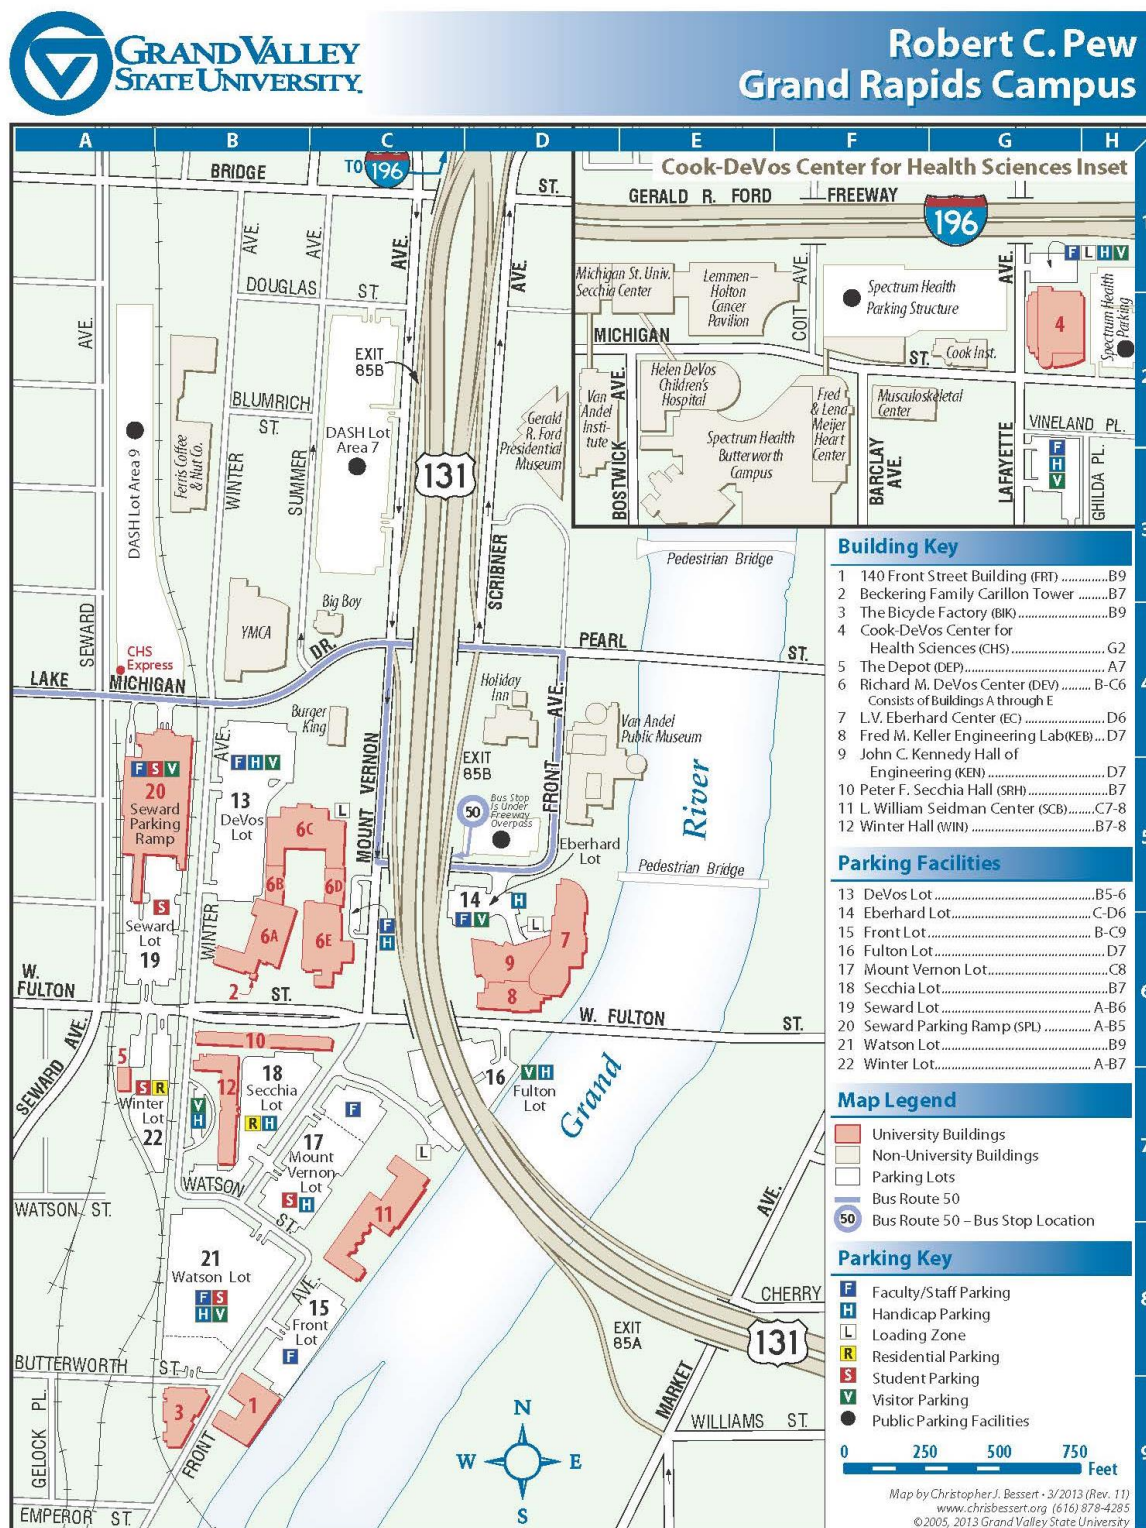 GRAND VALLEY
STATE UNIVERSITY.
Robert C. Pew
Grand Rapids Campus
A B C D E F G H
Cook-DeVos Center for Health Sciences Inset
TO 196
BRIDGE
ST.
GERALD R. FORD FREEWAY
196
AVE.
AVE.
AVE.
AVE.
AVE.
AVE.
AVE.
F L H V
Michigan St. Univ.
Secchia Center
Lemmen-
Holton
Cancer
Pavilion
COIT
Spectrum Health
Parking Structure
4
Spectrum Health
Parking
DOUGLAS ST.
MICHIGAN
ST.
Cook Inst.
EXIT
85B
Helen DeVos
Children's
Hospital
Van
Andel
Insti-
tute
BOSTWICK AVE.
Fred
& Lena
Meijer
Heart
Center
Musculoskeletal
Center
BLUMRICH
ST.
Gerald
R. Ford
Presidential
Museum
Spectrum Health
Butterworth
Campus
BARCLAY
AVE.
LAFAYETTE
VINELAND PL.
GHILDA PL.
F
H
V
DASH Lot
Area 7
DASH Lot Area 9
Ferris Coffee
& Nut Co.
WINTER
SUMMER
131
SCRIBNER
Pedestrian Bridge
Big Boy
YMCA
SEWARD
CHS
Express
LAKE MICHIGAN DR.
PEARL
ST.
Holiday
Inn
AVE.
Burger
King
Van Andel
Public Museum
AVE.
F H V
F S V
20
Seward
Parking
Ramp
13
DeVos
Lot
MOUNT VERNON
EXIT
85B
FRONT
50
Bus Stop
Is Under
Freeway
Overpass
River
L
6C
Eberhard
Lot
Pedestrian Bridge
6B
6D
14
F V
H
L
S
Seward
Lot
19
WINTER
6A
6E
F
H
7
9
8
2
W.
FULTON
ST.
W. FULTON
ST.
SEWARD AVE.
10
5
S R
Winter
Lot
22
V
H
12
18
Secchia
Lot
R H
F
16
V H
Fulton
Lot
Grand
17
Mount
Vernon
Lot
S H
L
WATSON
ST.
WATSON ST.
11
AVE.
21
Watson Lot
F S
H V
AVE.
15
Front
Lot
F
CHERRY
EXIT
85A
131
BUTTERWORTH ST.
GELOCK PL.
3
1
FRONT
MARKET
WILLIAMS ST.
EMPEROR ST.
N
W E
S
Building Key
1 140 Front Street Building (FRT) .............B9
2 Beckering Family Carillon Tower ........B7
3 The Bicycle Factory (BIK) ......................B9
4 Cook-DeVos Center for
Health Sciences (CHS) ........................G2
5 The Depot (DEP) ................................A7
6 Richard M. DeVos Center (DEV) ......... B-C6
Consists of Buildings A through E
7 L.V. Eberhard Center (EC) .....................D6
8 Fred M. Keller Engineering Lab(KEB)...D7
9 John C. Kennedy Hall of
Engineering (KEN) ..............................D7
10 Peter F. Secchia Hall (SRH) ...................B7
11 L. William Seidman Center (SCB) .......C7-8
12 Winter Hall (WIN) ..............................B7-8
Parking Facilities
13 DeVos Lot .......................................B5-6
14 Eberhard Lot ...................................C-D6
15 Front Lot ........................................B-C9
16 Fulton Lot .......................................D7
17 Mount Vernon Lot ..............................C8
18 Secchia Lot .....................................B7
19 Seward Lot .....................................A-B6
20 Seward Parking Ramp (SPL) ............A-B5
21 Watson Lot ......................................B9
22 Winter Lot ......................................A-B7
Map Legend
University Buildings
Non-University Buildings
Parking Lots
Bus Route 50
50 Bus Route 50 – Bus Stop Location
Parking Key
F Faculty/Staff Parking
H Handicap Parking
L Loading Zone
R Residential Parking
S Student Parking
V Visitor Parking
Public Parking Facilities
0 250 500 750
Feet
Map by Christopher J. Bessert • 3/2013 (Rev. 11)
www.chrisbessert.org (616) 878-4285
©2005, 2013 Grand Valley State University